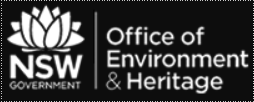 NSW
GOVERNMENT
Office of
Environment
& Heritage